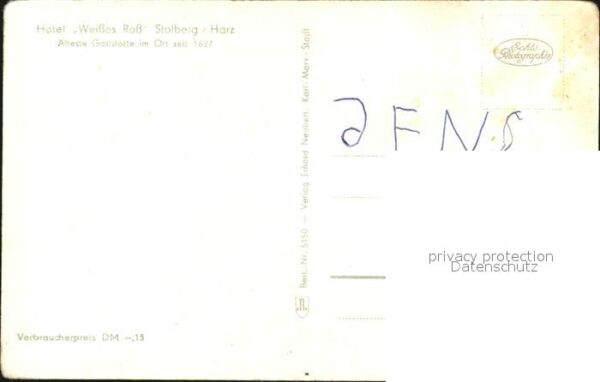 Hotel „Weißes Roß“ Stolberg / Harz
Älteste Gaststätte im Ort seit 1627
Echte
Photographie
Best.-Nr. 5150 — Verlag Erhard Neubert, Karl-Marx-Stadt
privacy protection
Datenschutz
Verbraucherpreis DM -,15